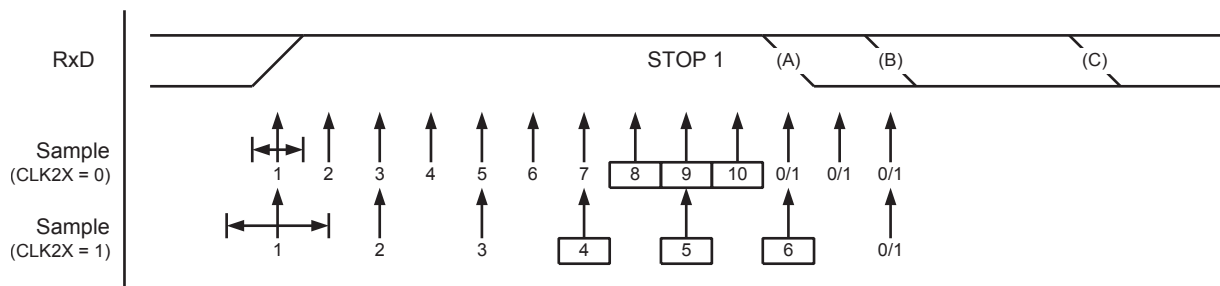 RxD STOP 1 (A) (B) (C)
Sample
(CLK2X = 0)
1 2 3 4 5 6 7 8 9 10 0/1 0/1 0/1
Sample
(CLK2X = 1)
1 2 3 4 5 6 0/1